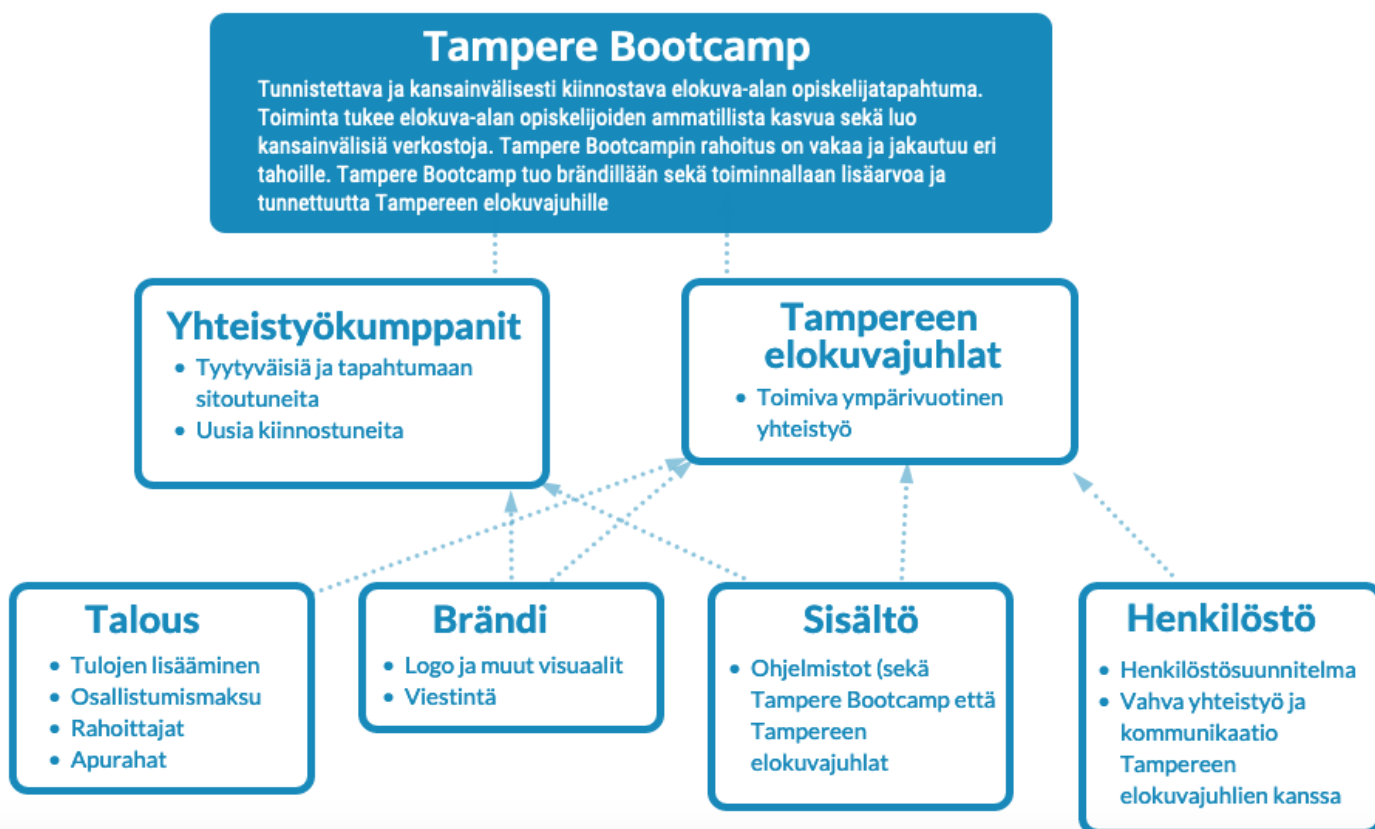 Tampere Bootcamp
Tunnistettava ja kansainvälisesti kiinnostava elokuva-alan opiskelijatapahtuma.
Toiminta tukee elokuva-alan opiskelijoiden ammatillista kasvua sekä luo
kansainvälisiä verkostoja. Tampere Bootcampin rahoitus on vakaa ja jakautuu eri
tahoille. Tampere Bootcamp tuo brändillään sekä toiminnallaan lisäarvoa ja
tunnettuutta Tampereen elokuvajuhille
Yhteistyökumppanit
• Tyytyväisiä ja tapahtumaan
sitoutuneita
• Uusia kiinnostuneita
Tampereen
elokuvajuhlat
• Toimiva ympärivuotinen
yhteistyö
Talous
• Tulojen lisääminen
• Osallistumismaksu
• Rahoittajat
• Apurahat
Brändi
• Logo ja muut visuaalit
• Viestintä
Sisältö
• Ohjelmistot (sekä
Tampere Bootcamp että
Tampereen
elokuvajuhlat
Henkilöstö
• Henkilöstösuunnitelma
• Vahva yhteistyö ja
kommunikaatio
Tampereen
elokuvajuhlien kanssa